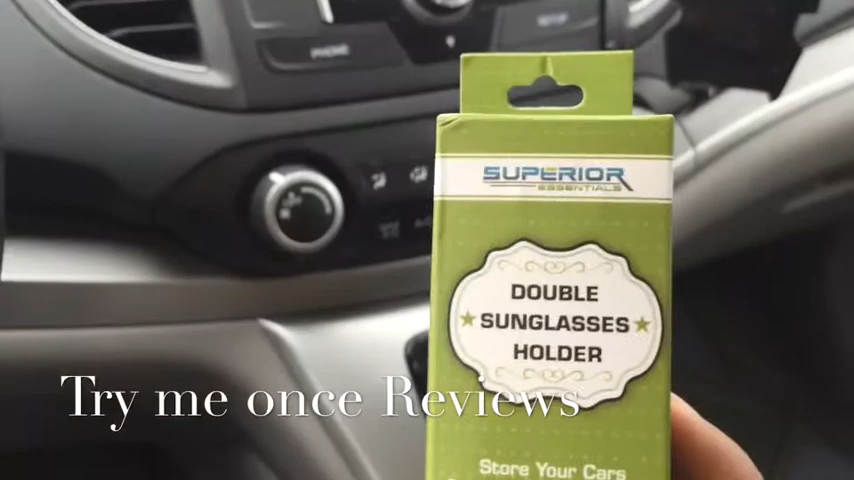 PHONE
SUPERIOR
ESSENTIALS
DOUBLE
SUNGLASSES
HOLDER
Try me once Reviews
Store Your Cars